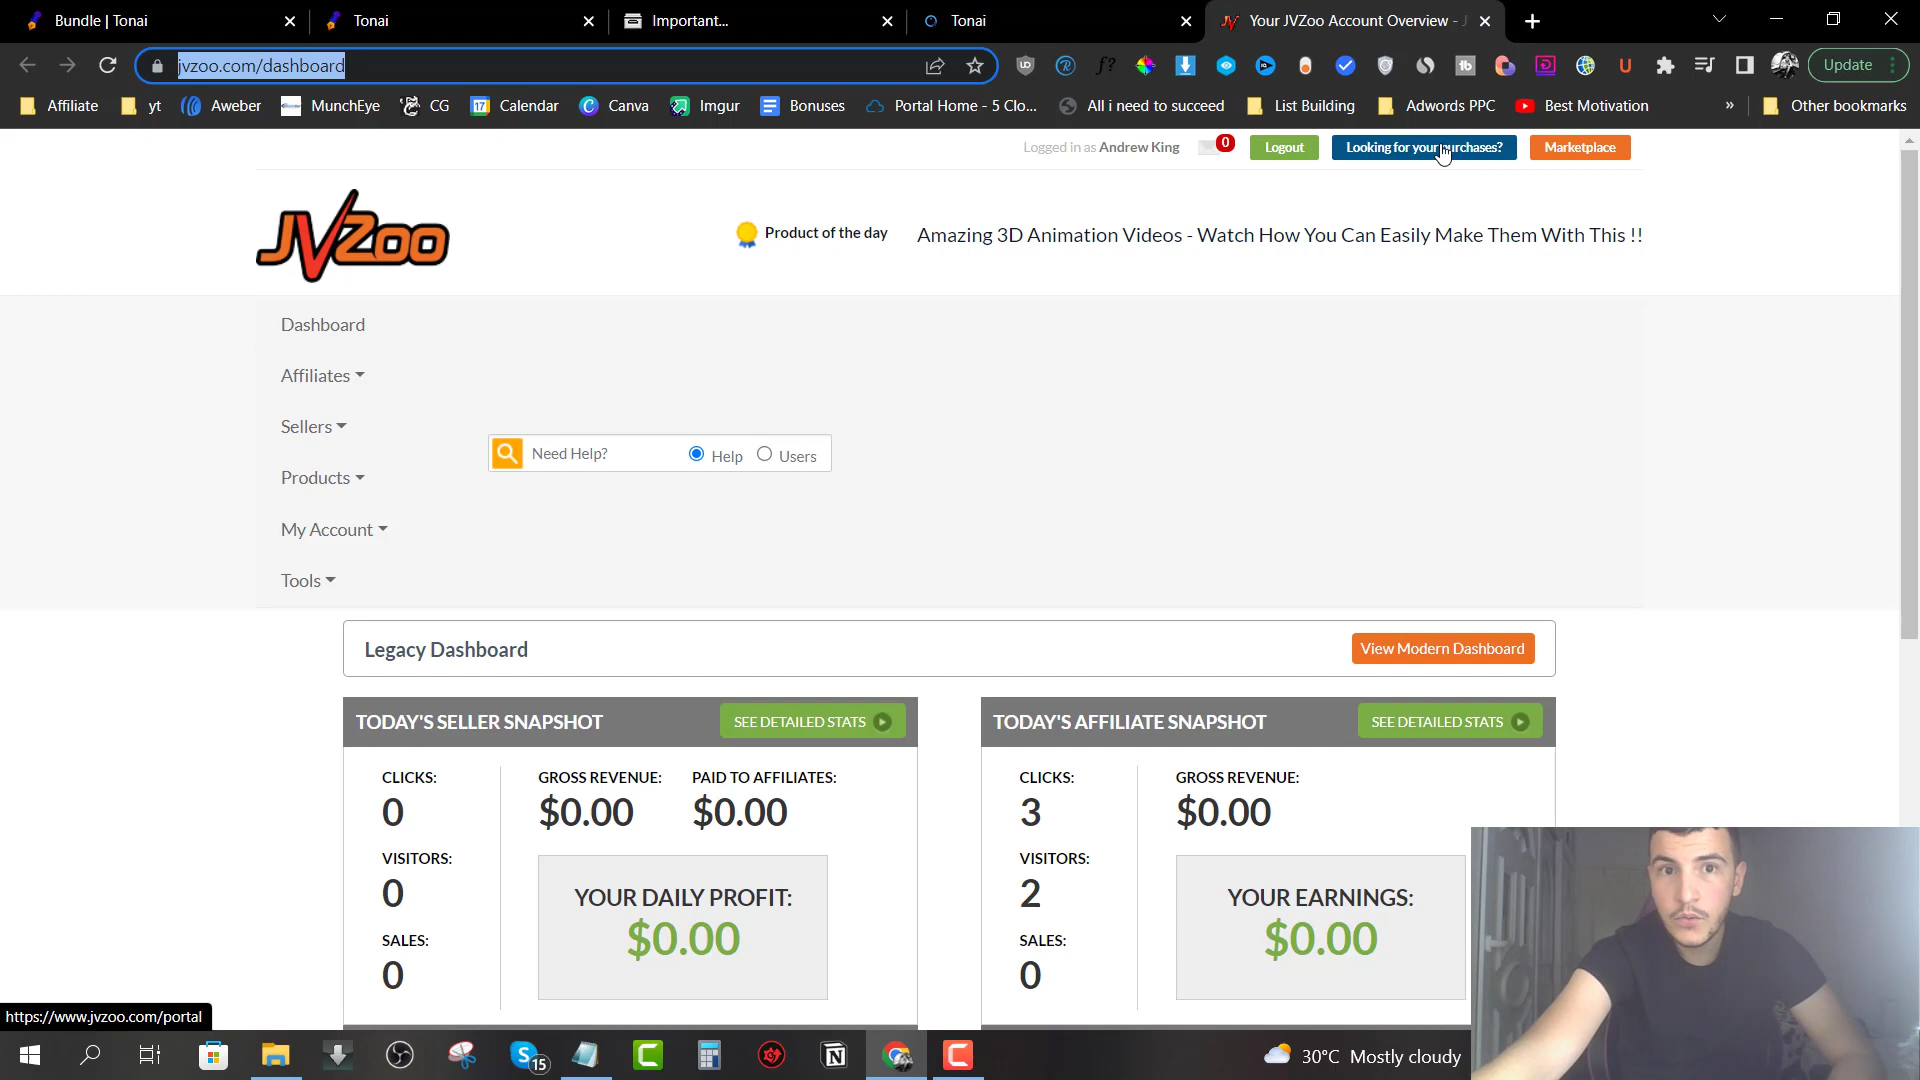 Bundle | Tonai
Tonai
Important...
Tonai
Your JVZoo Account Overview - J
jvzoo.com/dashboard
Update
Affiliate
yt
Aweber
MunchEye
CG
Calendar
Canva
Imgur
Bonuses
Portal Home - 5 Clo...
All i need to succeed
List Building
Adwords PPC
Best Motivation
»
Other bookmarks
Logged in as Andrew King
0
Logout
Looking for your purchases?
Marketplace
JVZoo
Product of the day
Amazing 3D Animation Videos - Watch How You Can Easily Make Them With This !!
Dashboard
Affiliates
Sellers
Products
My Account
Tools
Need Help?
Help
Users
Legacy Dashboard
View Modern Dashboard
TODAY'S SELLER SNAPSHOT
SEE DETAILED STATS
CLICKS:
0
GROSS REVENUE:
$0.00
PAID TO AFFILIATES:
$0.00
VISITORS:
0
YOUR DAILY PROFIT:
$0.00
SALES:
0
TODAY'S AFFILIATE SNAPSHOT
SEE DETAILED STATS
CLICKS:
3
GROSS REVENUE:
$0.00
VISITORS:
2
YOUR EARNINGS:
$0.00
SALES:
0
https://www.jvzoo.com/portal
15
30°C Mostly cloudy